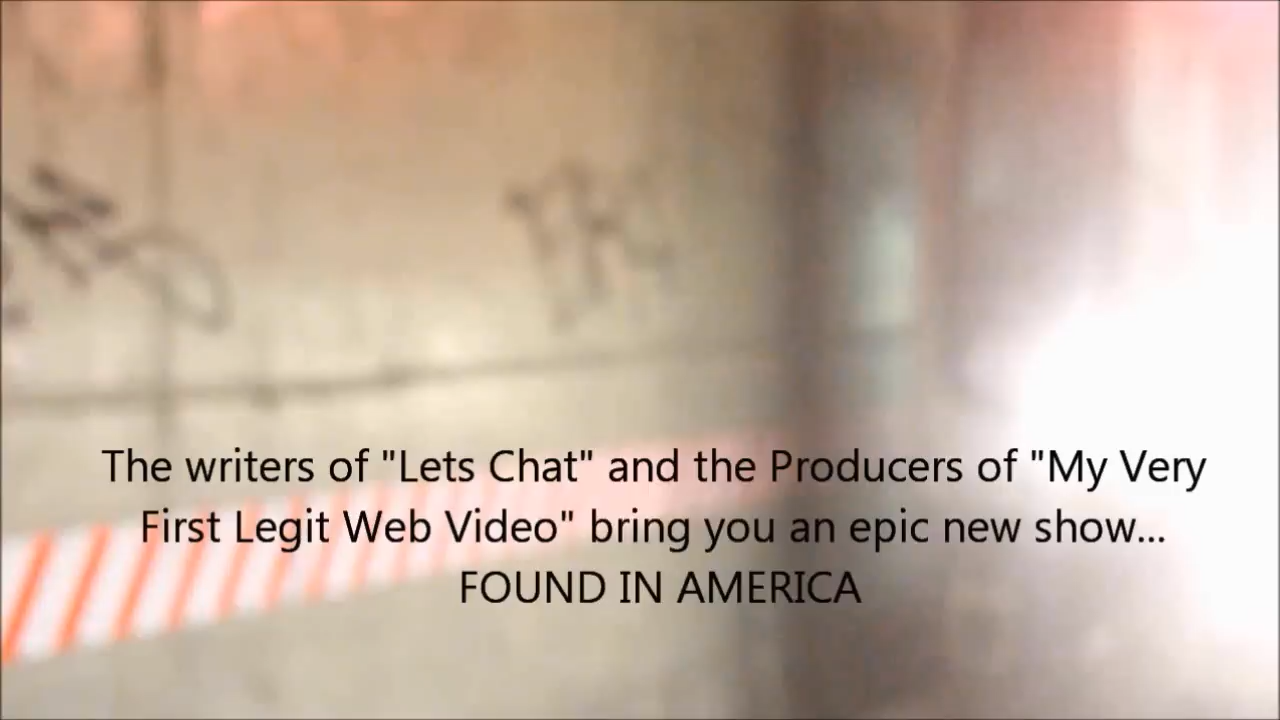 The writers of "Lets Chat" and the Producers of "My Very
First Legit Web Video" bring you an epic new show...
FOUND IN AMERICA